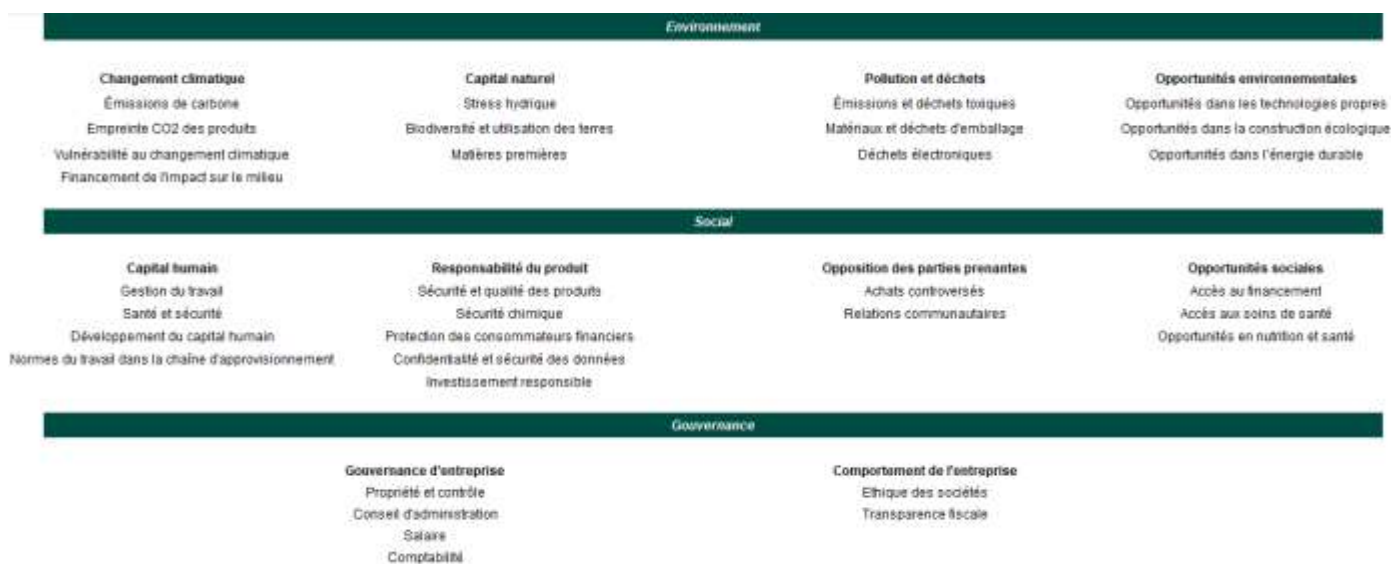 Environnement
Changement climatique
Émissions de carbone
Empreinte CO2 des produits
Vulnérabilité au changement climatique
Financement de l'impact sur le milieu
Capital naturel
Stress hydrique
Biodiversité et utilisation des terres
Matières premières
Pollution et déchets
Émissions et déchets toxiques
Matériaux et déchets d'emballage
Déchets électroniques
Opportunités environnementales
Opportunités dans les technologies propres
Opportunités dans la construction écologique
Opportunités dans l'énergie durable
Social
Capital humain
Gestion du travail
Santé et sécurité
Développement du capital humain
Normes du travail dans la chaîne d'approvisionnement
Responsabilité du produit
Sécurité et qualité des produits
Sécurité chimique
Protection des consommateurs financiers
Confidentialité et sécurité des données
Investissement responsable
Opposition des parties prenantes
Achats controversés
Relations communautaires
Opportunités sociales
Accès au financement
Accès aux soins de santé
Opportunités en nutrition et santé
Gouvernance
Gouvernance d'entreprise
Propriété et contrôle
Conseil d'administration
Salaire
Comptabilité
Comportement de l'entreprise
Ethique des sociétés
Transparence fiscale